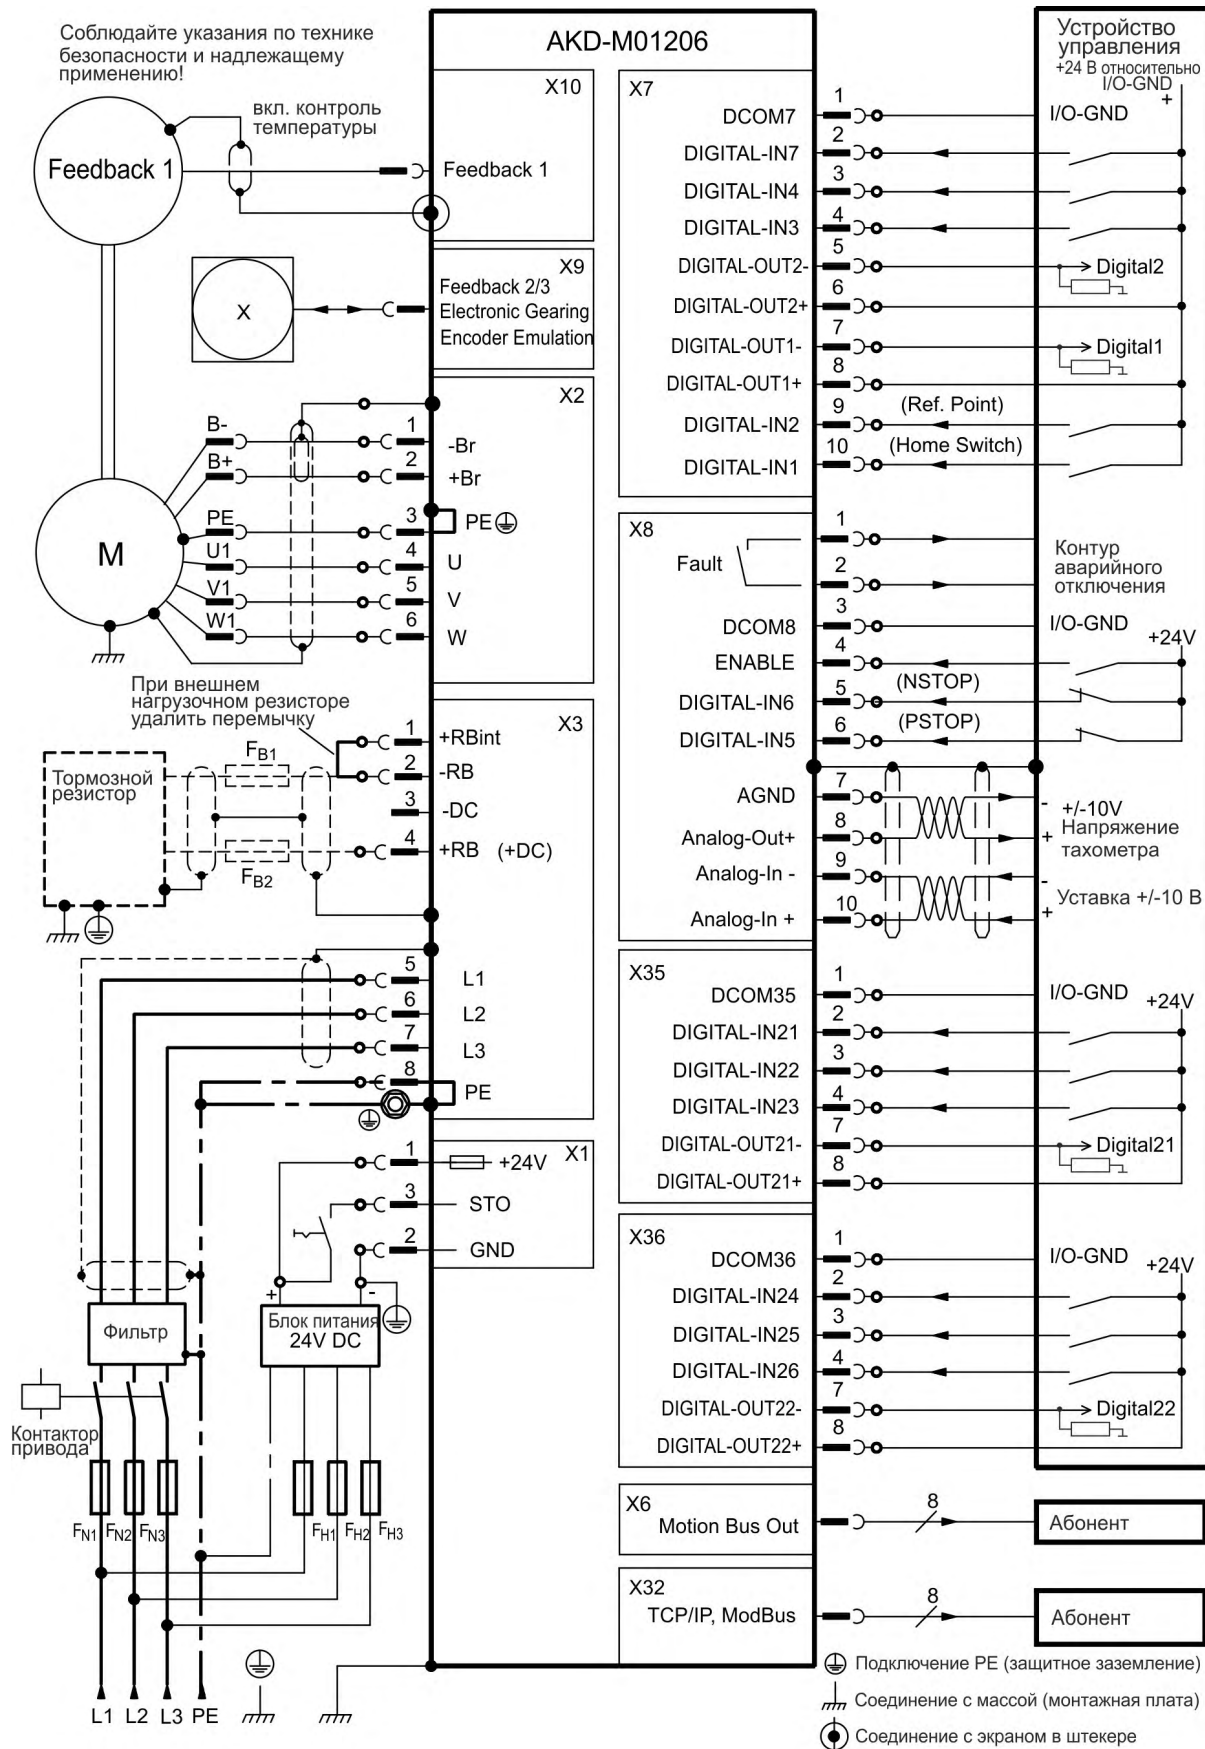 Соблюдайте указания по технике
безопасности и надлежащему
применению!
AKD-M01206
Устройство
управления
+24 В относительно
I/O-GND
+
Feedback 1
вкл. контроль
температуры
X10
Feedback 1
X
X9
Feedback 2/3
Electronic Gearing
Encoder Emulation
M
X2
B- 1 -Br
B+ 2 +Br
PE 3 PE
U1 4 U
V1 5 V
W1 6 W
При внешнем
нагрузочном резисторе
удалить перемычку
Тормозной
резистор
FB1
FB2
X3
1 +RBint
2 -RB
3 -DC
4 +RB (+DC)
5 L1
6 L2
7 L3
8 PE
X1
1 +24V
3 STO
2 GND
+ -
Блок питания
24V DC
Фильтр
Контактор
привода
FN1 FN2 FN3 FH1 FH2 FH3
L1 L2 L3 PE
X7
DCOM7 1 I/O-GND
DIGITAL-IN7 2
DIGITAL-IN4 3
DIGITAL-IN3 4
DIGITAL-OUT2- 5 Digital2
DIGITAL-OUT2+ 6
DIGITAL-OUT1- 7 Digital1
DIGITAL-OUT1+ 8
DIGITAL-IN2 9 (Ref. Point)
DIGITAL-IN1 10 (Home Switch)
X8
Fault 1
2
Контур
аварийного
отключения
DCOM8 3 I/O-GND
+24V
ENABLE 4
DIGITAL-IN6 5 (NSTOP)
DIGITAL-IN5 6 (PSTOP)
AGND 7 - +/-10V
Analog-Out+ 8 + Напряжение
тахометра
Analog-In - 9 -
Analog-In + 10 + Уставка +/-10 В
X35
DCOM35 1 I/O-GND
+24V
DIGITAL-IN21 2
DIGITAL-IN22 3
DIGITAL-IN23 4
DIGITAL-OUT21- 7 Digital21
DIGITAL-OUT21+ 8
X36
DCOM36 1 I/O-GND
+24V
DIGITAL-IN24 2
DIGITAL-IN25 3
DIGITAL-IN26 4
DIGITAL-OUT22- 7 Digital22
DIGITAL-OUT22+ 8
X6
Motion Bus Out 8 Абонент
X32
TCP/IP, ModBus 8 Абонент
Подключение PE (защитное заземление)
Соединение с массой (монтажная плата)
Соединение с экраном в штекере